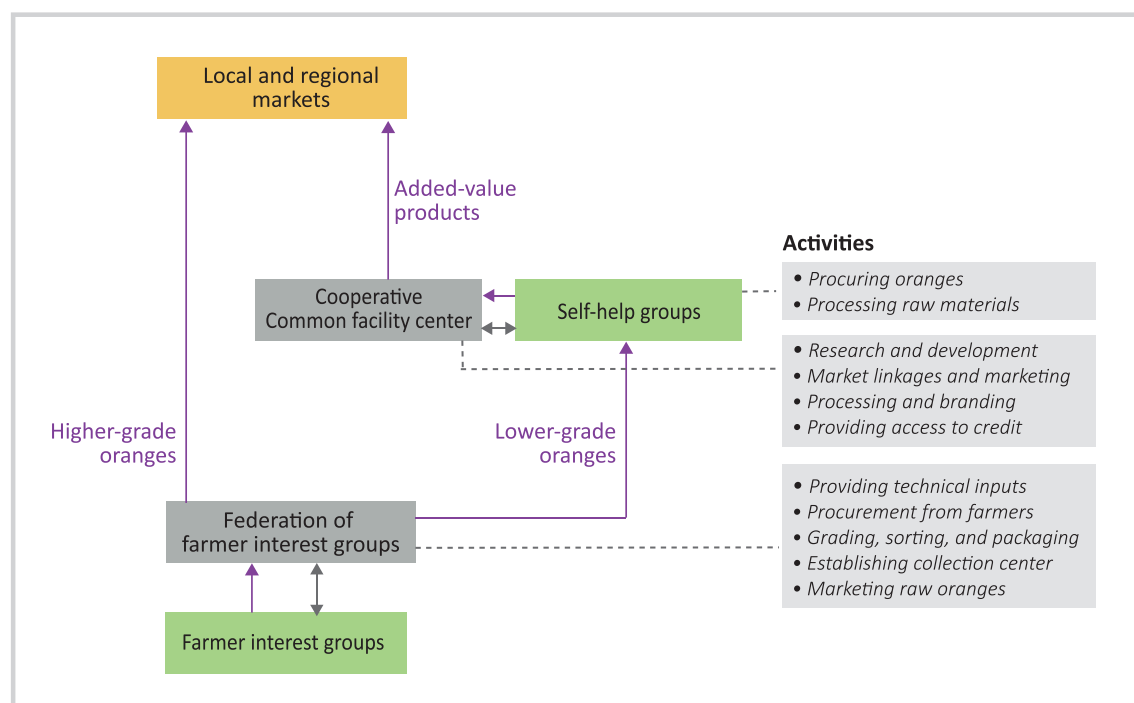 Local and regional
markets
Added-value
products
Activities
• Procuring oranges
• Processing raw materials
Cooperative
Common facility center
Self-help groups
• Research and development
• Market linkages and marketing
• Processing and branding
• Providing access to credit
Higher-grade
oranges
Lower-grade
oranges
• Providing technical inputs
• Procurement from farmers
• Grading, sorting, and packaging
• Establishing collection center
• Marketing raw oranges
Federation of
farmer interest groups
Farmer interest groups